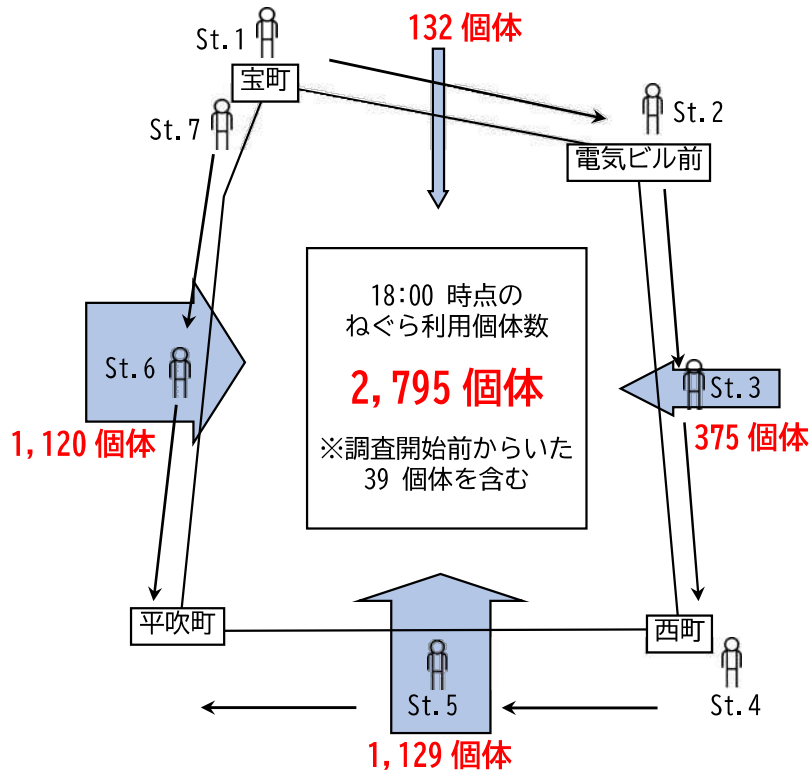 132 個体
St.1
宝町
St.2
St.7
電気ビル前
18:00 時点の
ねぐら利用個体数
2,795 個体
※調査開始前からいた
39 個体を含む
St.6
1,120 個体
St.3
375 個体
平吹町
西町
St.5
St.4
1,129 個体